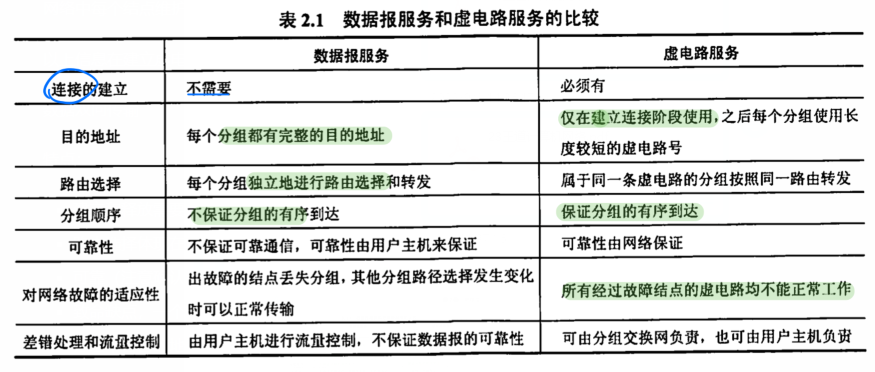 表 2.1 数据报服务和虚电路服务的比较
数据报服务 虚电路服务
连接的建立 不需要 必须有
目的地址 每个分组都有完整的目的地址 仅在建立连接阶段使用，之后每个分组使用长
度较短的虚电路号
路由选择 每个分组独立地进行路由选择和转发 属于同一条虚电路的分组按照同一路由转发
分组顺序 不保证分组的有序到达 保证分组的有序到达
可靠性 不保证可靠通信，可靠性由用户主机来保证 可靠性由网络保证
对网络故障的适应性 出故障的结点丢失分组，其他分组路径选择发生变化
时可以正常传输 所有经过故障结点的虚电路均不能正常工作
差错处理和流量控制 由用户主机进行流量控制，不保证数据报的可靠性 可由分组交换网负责，也可由用户主机负责